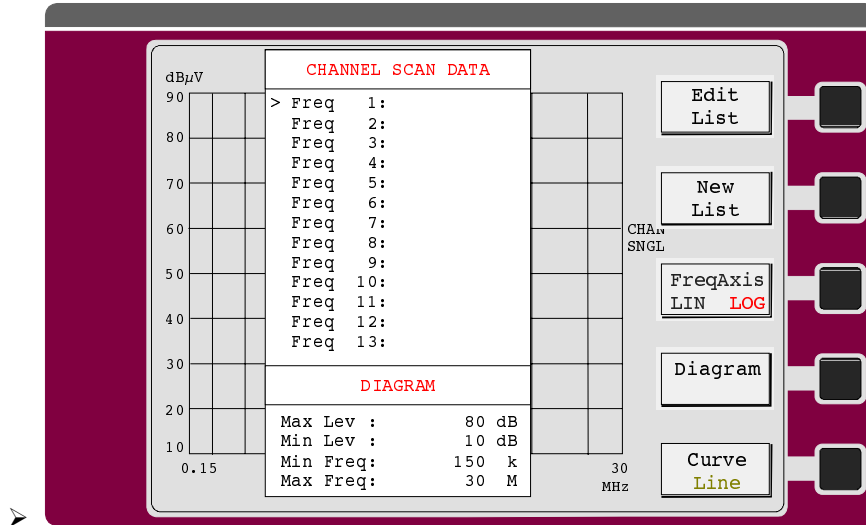 dBµV
CHANNEL SCAN DATA
90
> Freq 1:
Freq 2:
80
Freq 3:
Freq 4:
70
Freq 5:
Freq 6:
60
Freq 7:
Freq 8:
Freq 9:
50
Freq 10:
Freq 11:
40
Freq 12:
Freq 13:
30
20
10
DIAGRAM
Max Lev : 80 dB
Min Lev : 10 dB
Min Freq: 150 k
Max Freq: 30 M
0.15
30
MHz
CHAN
SNGL
Edit
List
New
List
FreqAxis
LIN LOG
Diagram
Curve
Line